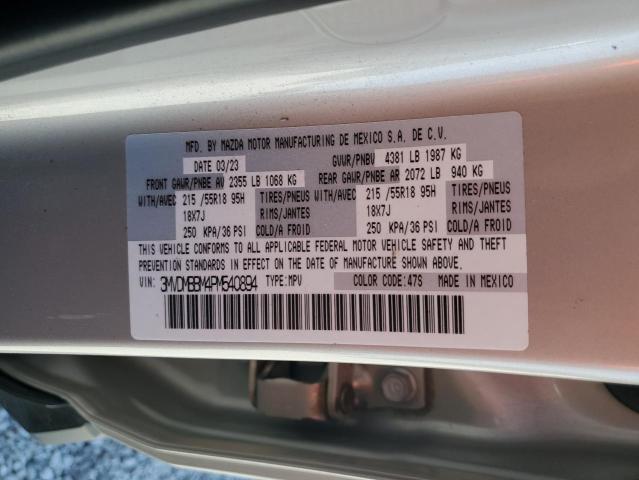 MFD. BY MAZDA MOTOR MANUFACTURING DE MEXICO S.A. DE C.V.
DATE 03/23 GVWR/PNBV 4381 LB 1987 KG
FRONT GAWR/PNBE AV 2355 LB 1068 KG REAR GAWR/PNBE AR 2072 LB 940 KG
WITH/AVEC 215 /55R18 95H TIRES/PNEUS WITH/AVEC 215 /55R18 95H TIRES/PNEUS
18X7J RIMS/JANTES 18X7J RIMS/JANTES
250 KPA/36 PSI COLD/A FROID 250 KPA/36 PSI COLD/A FROID
THIS VEHICLE CONFORMS TO ALL APPLICABLE FEDERAL MOTOR VEHICLE SAFETY AND THEFT
PREVENTION STANDARDS IN EFFECT ON THE DATE OF MANUFACTURE SHOWN ABOVE.
VIN: 3MVDMBBM4PM540894 TYPE:MPV COLOR CODE:47S MADE IN MEXICO